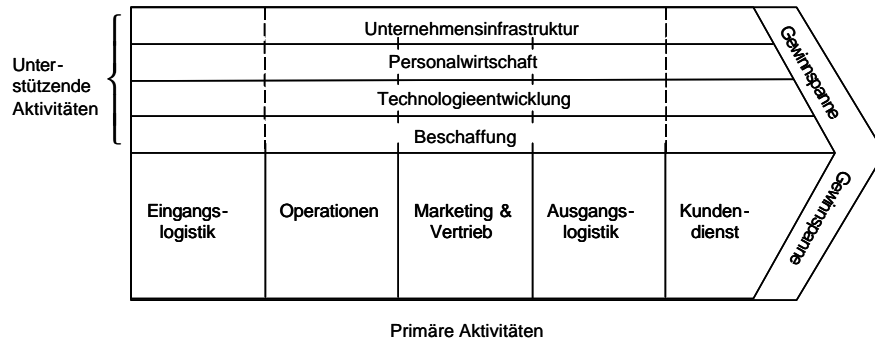 Unternehmensinfrastruktur
Personalwirtschaft
Technologieentwicklung
Beschaffung
Unter-
stützende
Aktivitäten
Gewinnspanne
Gewinnspanne
Eingangs-
logistik
Operationen
Marketing &
Vertrieb
Ausgangs-
logistik
Kunden-
dienst
Primäre Aktivitäten